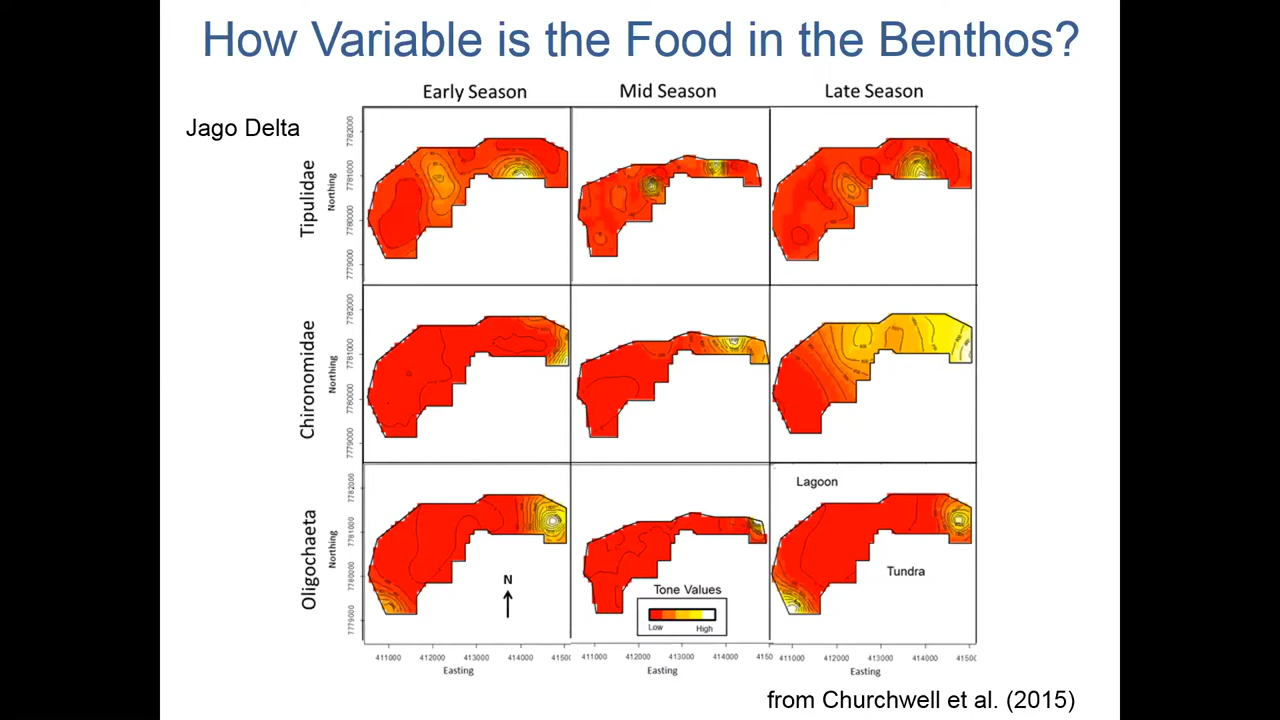 How Variable is the Food in the Benthos?
Early Season
Mid Season
Late Season
Jago Delta
Tipulidae
Northing
7782000
7781000
7780000
7779000
Chironomidae
Northing
7782000
7781000
7780000
7779000
Oligochaeta
Northing
7782000
7781000
7780000
7779000
Lagoon
Tundra
N
Tone Values
Low
High
411000 412000 413000 414000 41500
411000 412000 413000 414000 41500
411000 412000 413000 414000 41500
Easting
Easting
Easting
from Churchwell et al. (2015)